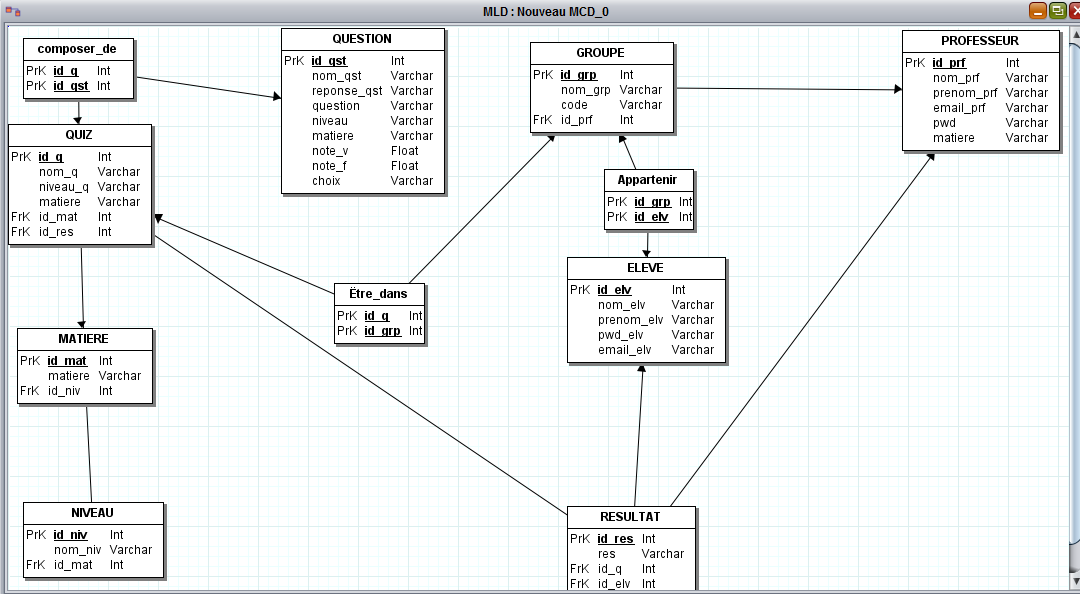 MLD : Nouveau MCD_0
composer_de
PrK id_q Int
PrK id_qst Int
QUESTION
PrK id_qst Int
nom_qst Varchar
reponse_qst Varchar
question Varchar
niveau Varchar
matiere Varchar
note_v Float
note_f Float
choix Varchar
GROUPE
PrK id_grp Int
nom_grp Varchar
code Varchar
FrK id_prf Int
PROFESSEUR
PrK id_prf Int
nom_prf Varchar
prenom_prf Varchar
email_prf Varchar
pwd Varchar
matiere Varchar
QUIZ
PrK id_q Int
nom_q Varchar
niveau_q Varchar
matiere Varchar
FrK id_mat Int
FrK id_res Int
Appartenir
PrK id_grp Int
PrK id_elv Int
ELEVE
PrK id_elv Int
nom_elv Varchar
prenom_elv Varchar
pwd_elv Varchar
email_elv Varchar
Ëtre_dans
PrK id_q Int
PrK id_grp Int
MATIERE
PrK id_mat Int
matiere Varchar
FrK id_niv Int
NIVEAU
PrK id_niv Int
nom_niv Varchar
FrK id_mat Int
RESULTAT
PrK id_res Int
res Varchar
FrK id_q Int
FrK id_elv Int